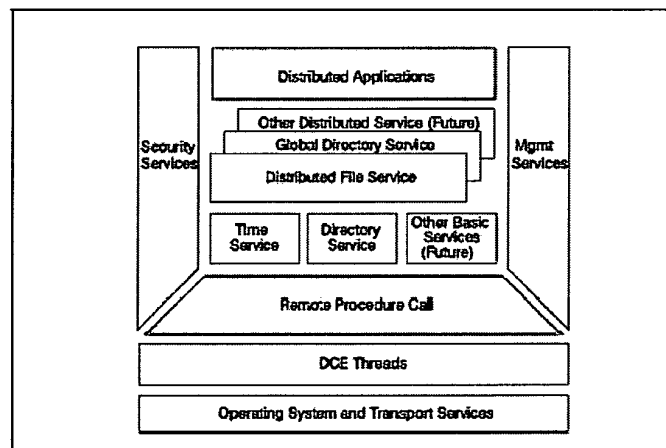 Distributed Applications
Other Distributed Service (Future)
Global Directory Service
Distributed File Service
Security
Services
Mgmt
Services
Time
Service
Directory
Service
Other Basic
Services
(Future)
Remote Procedure Call
DCE Threads
Operating System and Transport Services